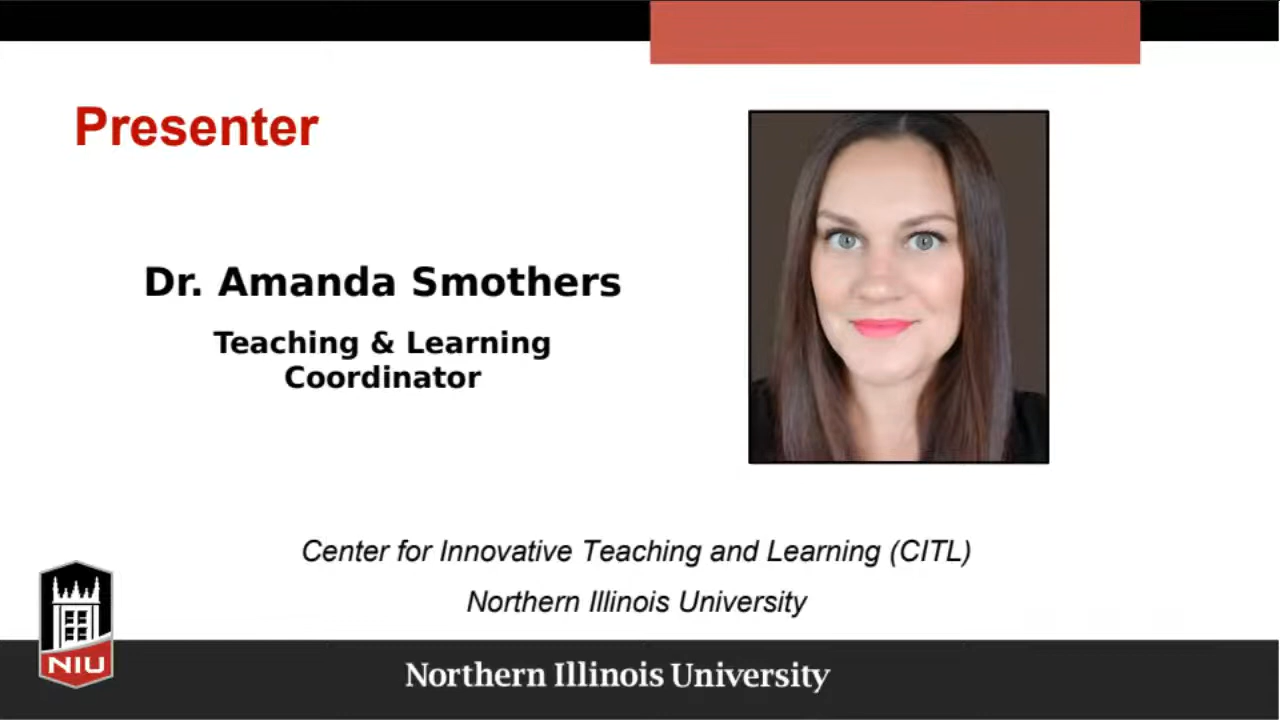 Presenter
Dr. Amanda Smothers
Teaching & Learning
Coordinator
Center for Innovative Teaching and Learning (CITL)
Northern Illinois University
NIU
Northern Illinois University